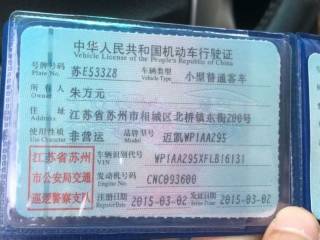 中华人民共和国机动车行驶证
Vehicle License of the People's Republic of China
号牌号码 苏E533Z8 车辆类型 小型普通客车
Plate No. Vehicle Type
所有人 朱万元
Owner
住址 江苏省苏州市相城区北桥镇东街200号
Address
使用性质 非营运 品牌型号 迈凯WP1AA295
Use Character Model
江苏省苏州
市公安局交通
巡逻警察支队
车辆识别代号 WP1AA295XFLB16131
VIN
发动机号码 CNC093600
Engine No.
注册日期 2015-03-02 发证日期 2015-03-02
Register Date Issue Date